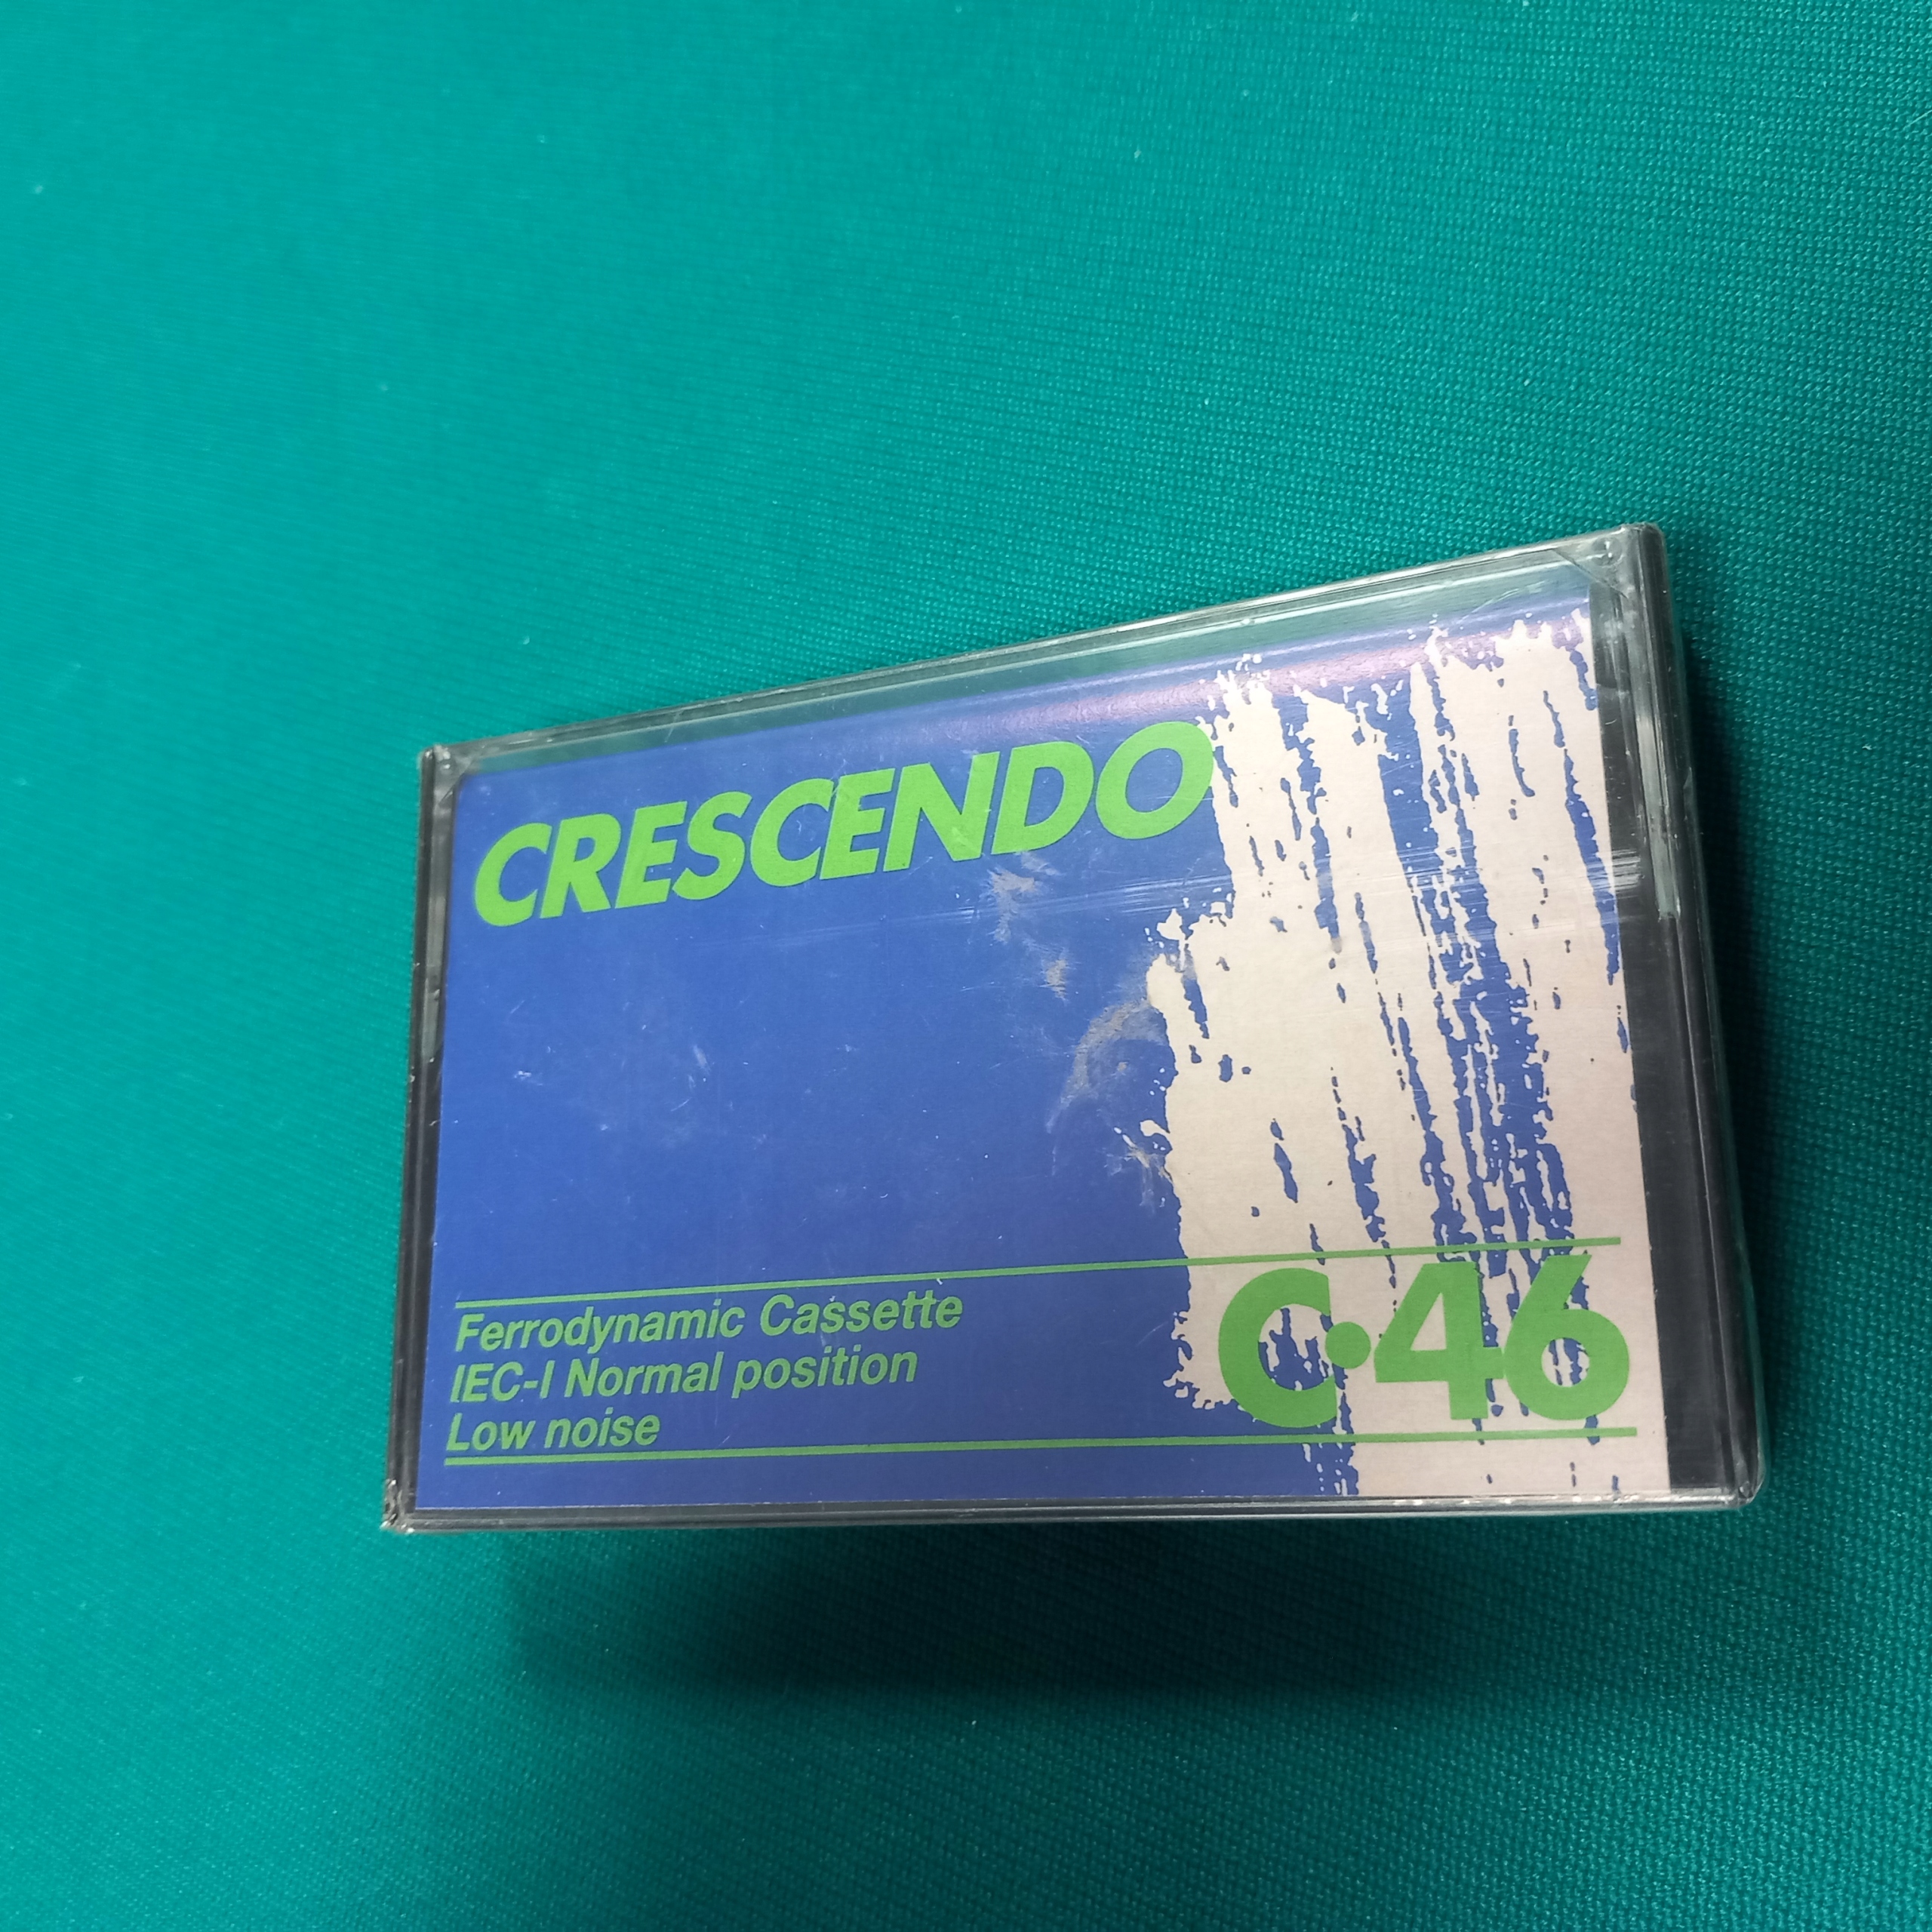 CRESCENDO
Ferrodynamic Cassette
IEC-I Normal position
Low noise
C•46